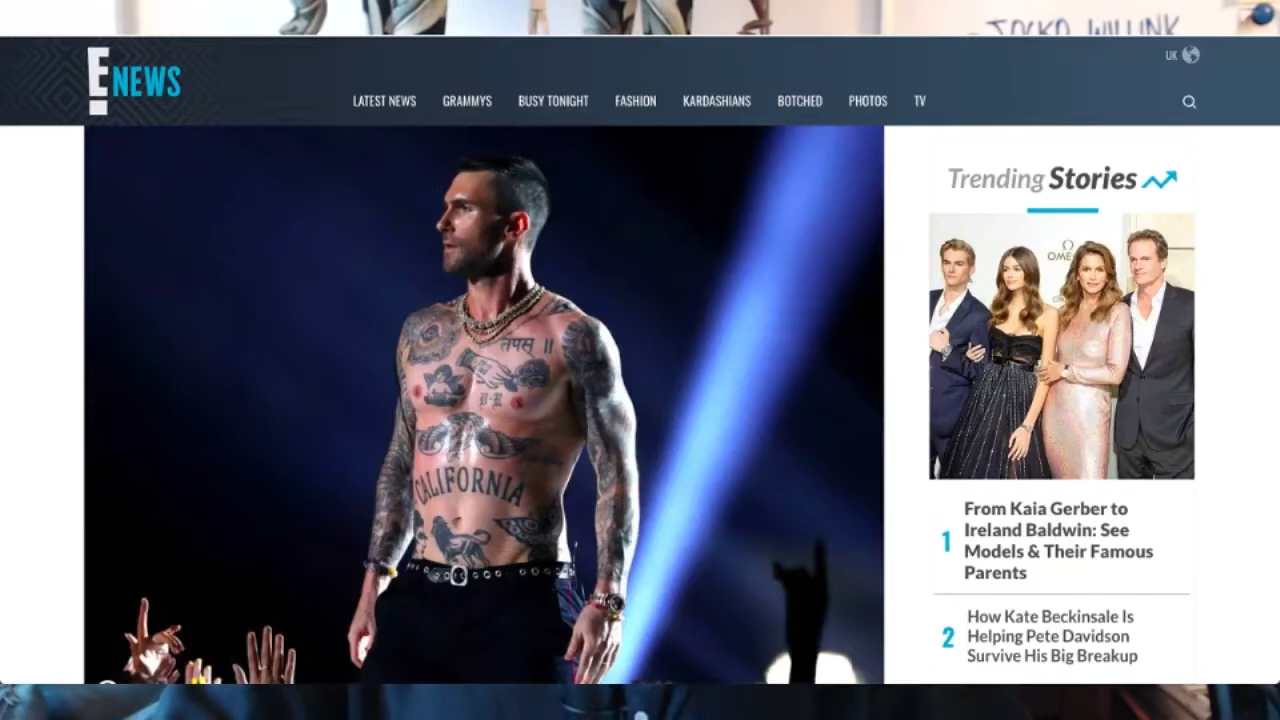 JOCKO WILLINK
E! NEWS
UK
LATEST NEWS GRAMMYS BUSY TONIGHT FASHION KARDASHIANS BOTCHED PHOTOS TV
Trending Stories
तपस् ॥
CALIFORNIA
Ω
OME
1 From Kaia Gerber to
Ireland Baldwin: See
Models & Their Famous
Parents
2 How Kate Beckinsale Is
Helping Pete Davidson
Survive His Big Breakup